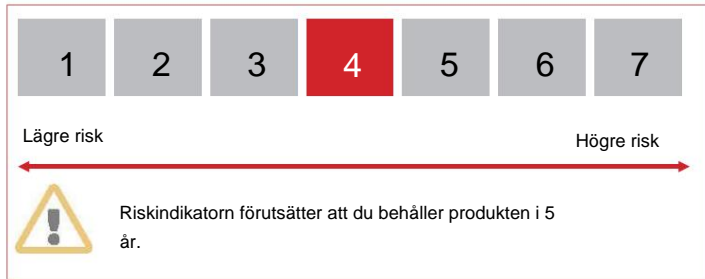 1 2 3 4 5 6 7
Lägre risk Högre risk
Riskindikatorn förutsätter att du behåller produkten i 5
år.